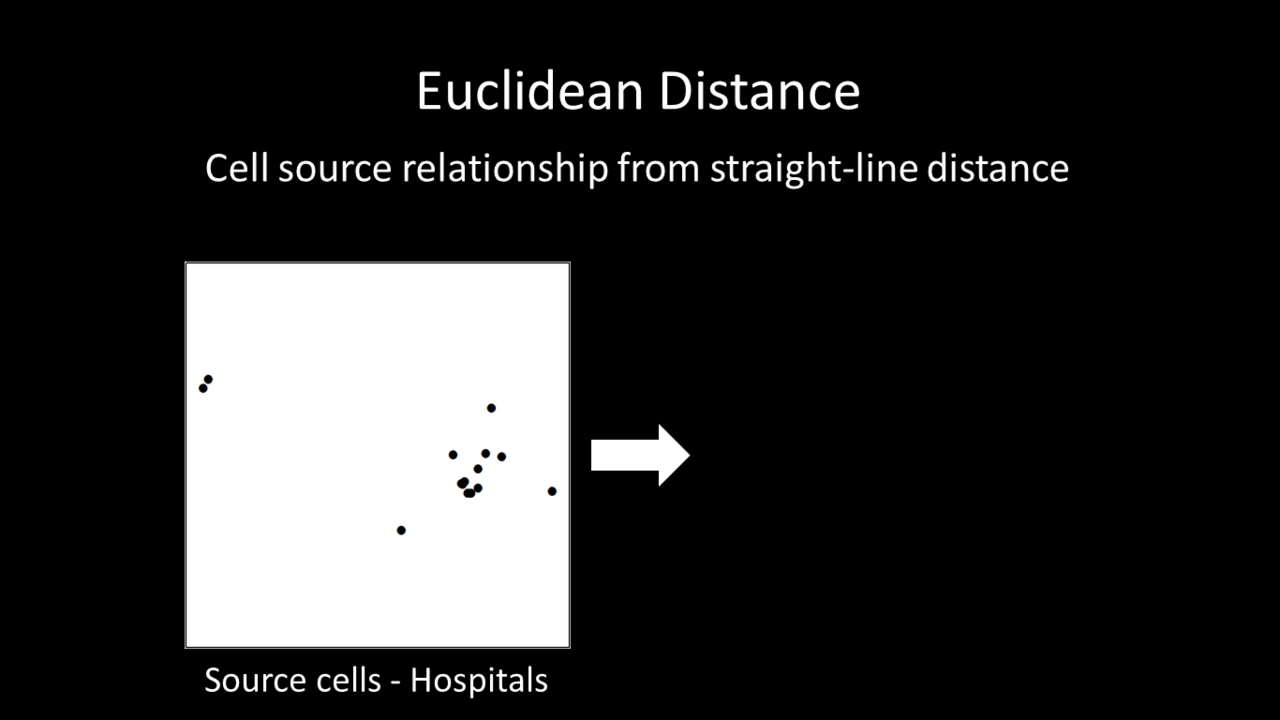 Euclidean Distance
Cell source relationship from straight-line distance
Source cells - Hospitals